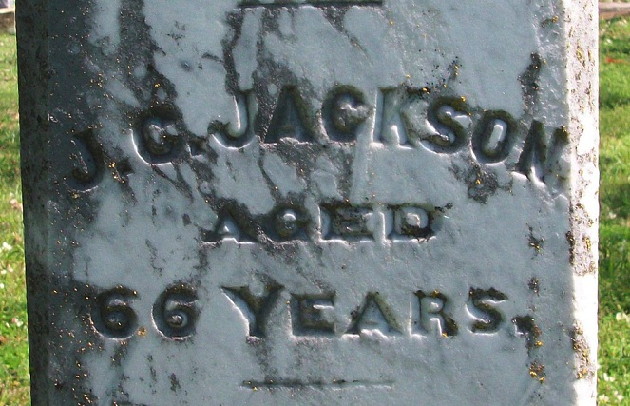 J. G. JACKSON
AGED
66 YEARS.